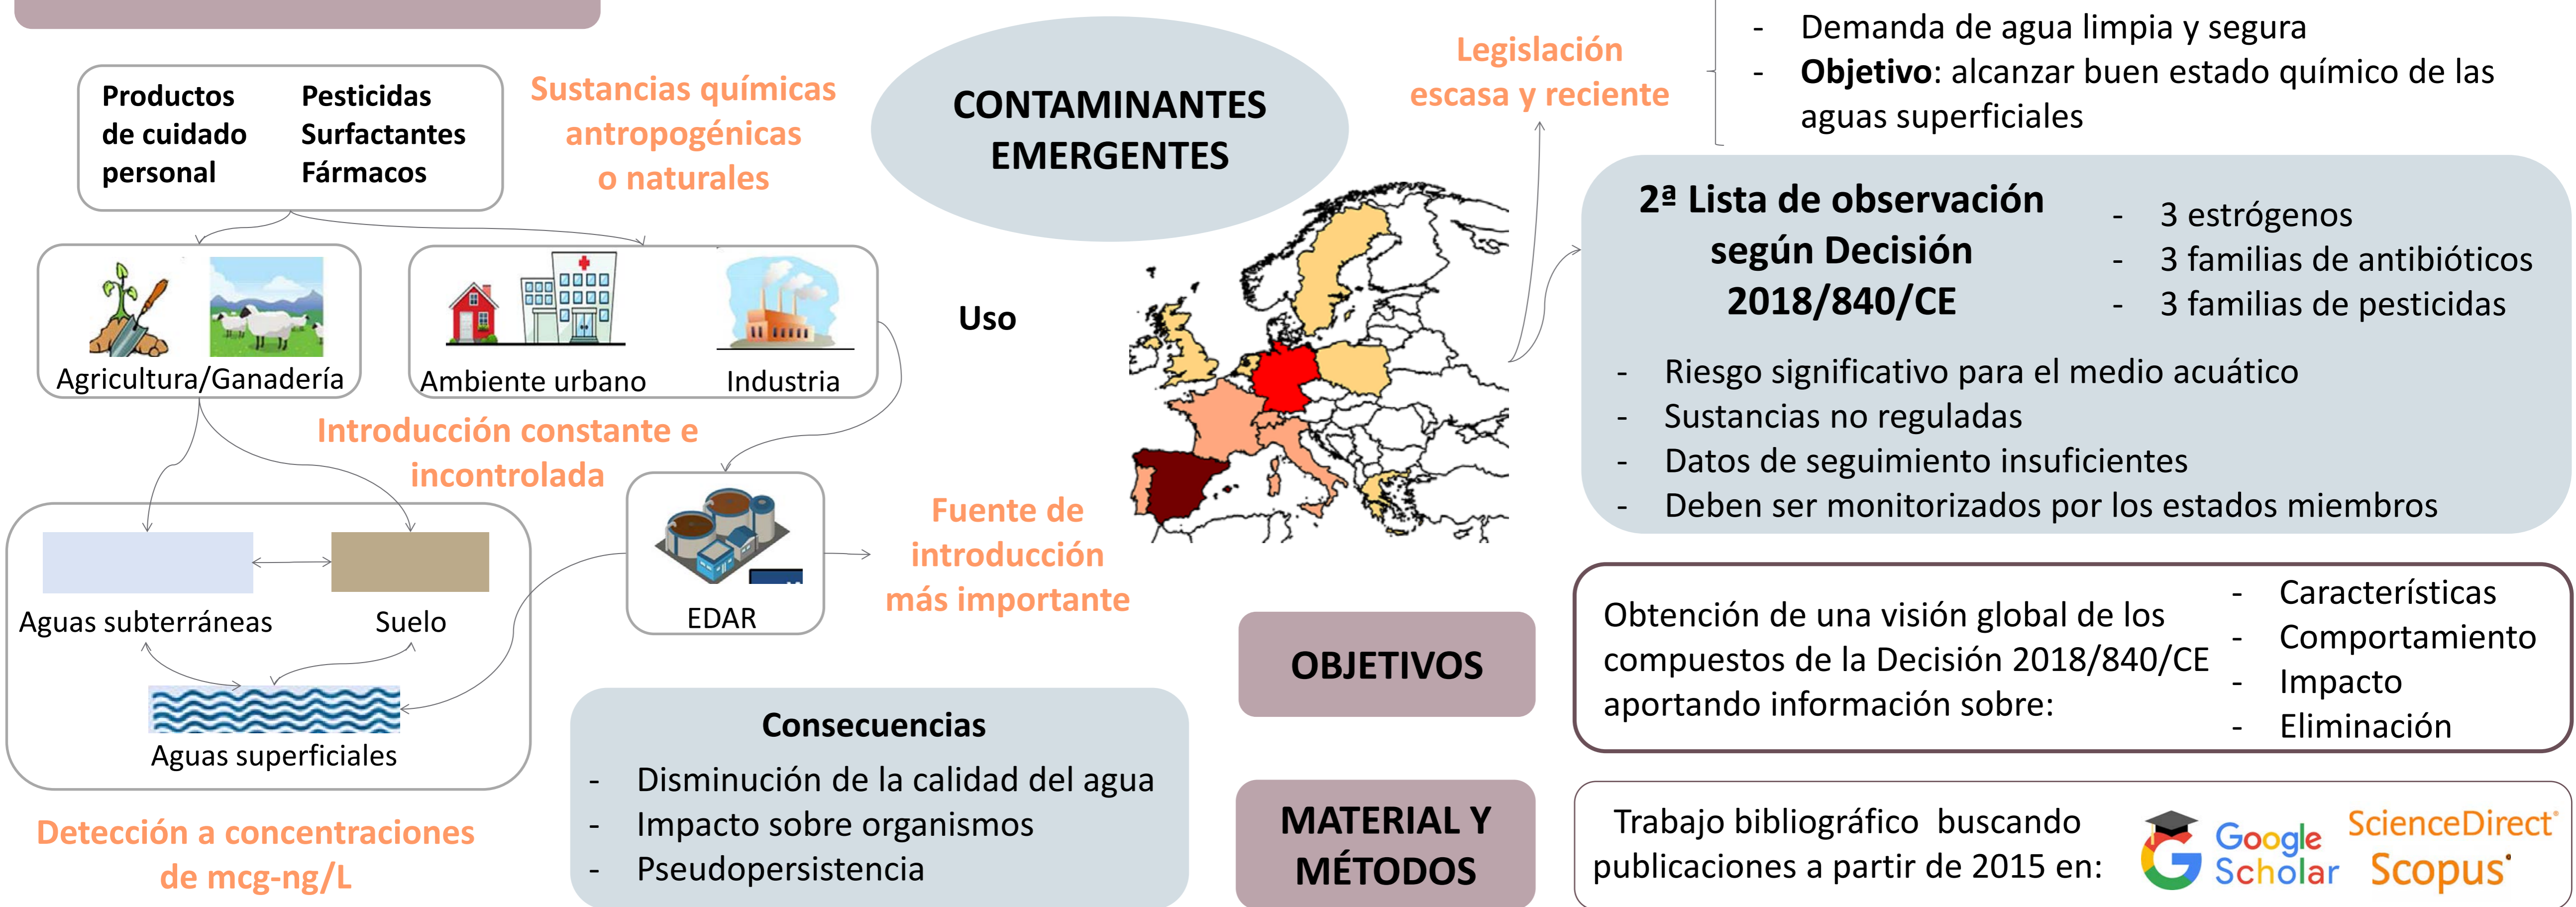 Productos
de cuidado
personal
Pesticidas
Surfactantes
Fármacos
Sustancias químicas
antropogénicas
o naturales
CONTAMINANTES
EMERGENTES
Legislación
escasa y reciente
- Demanda de agua limpia y segura
- Objetivo: alcanzar buen estado químico de las
aguas superficiales
Agricultura/Ganadería
Ambiente urbano
Industria
Uso
2ª Lista de observación
según Decisión
2018/840/CE
- 3 estrógenos
- 3 familias de antibióticos
- 3 familias de pesticidas
- Riesgo significativo para el medio acuático
- Sustancias no reguladas
- Datos de seguimiento insuficientes
- Deben ser monitorizados por los estados miembros
Introducción constante e
incontrolada
Aguas subterráneas
Suelo
Aguas superficiales
EDAR
Fuente de
introducción
más importante
Detección a concentraciones
de mcg-ng/L
Consecuencias
- Disminución de la calidad del agua
- Impacto sobre organismos
- Pseudopersistencia
OBJETIVOS
Obtención de una visión global de los
compuestos de la Decisión 2018/840/CE
aportando información sobre:
- Características
- Comportamiento
- Impacto
- Eliminación
MATERIAL Y
MÉTODOS
Trabajo bibliográfico buscando
publicaciones a partir de 2015 en:
Google
Scholar
ScienceDirect
Scopus